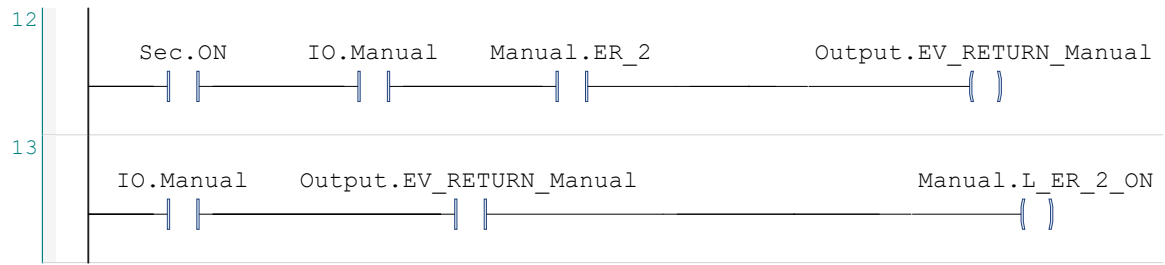 12
Sec.ON IO.Manual Manual.ER_2 Output.EV_RETURN_Manual
13
IO.Manual Output.EV_RETURN_Manual Manual.L_ER_2_ON